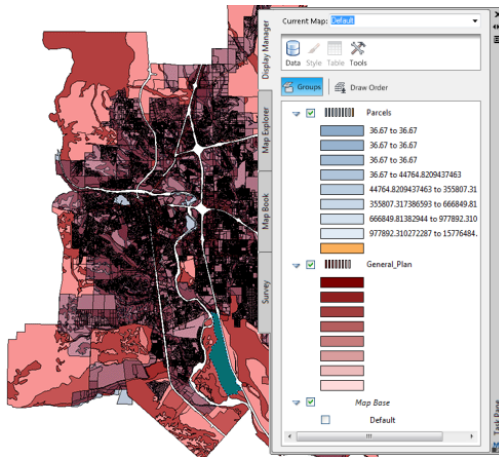 Current Map: Default
Data Style Table Tools
Groups Draw Order
Display Manager
Map Explorer
Map Book
Survey
Parcels
36.67 to 36.67
36.67 to 36.67
36.67 to 36.67
36.67 to 44764.8209437463
44764.8209437463 to 355807.31
355807.317386593 to 666849.81
666849.81382944 to 977892.310
977892.310272287 to 15776484.
General_Plan
Map Base
Default
Task Pane